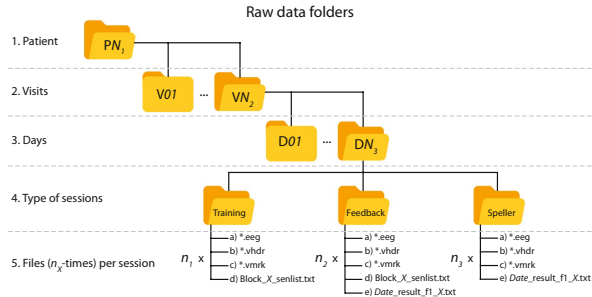 Raw data folders
1. Patient
PN1
2. Visits
V01 ... VN2
3. Days
D01 ... DN3
4. Type of sessions
Training Feedback Speller
5. Files (nX-times) per session
n1 x
a) *.eeg
b) *.vhdr
c) *.vmrk
d) Block_X_senlist.txt
n2 x
a) *.eeg
b) *.vhdr
c) *.vmrk
d) Block_X_senlist.txt
e) Date_result_f1_X.txt
n3 x
a) *.eeg
b) *.vhdr
c) *.vmrk
e) Date_result_f1_X.txt